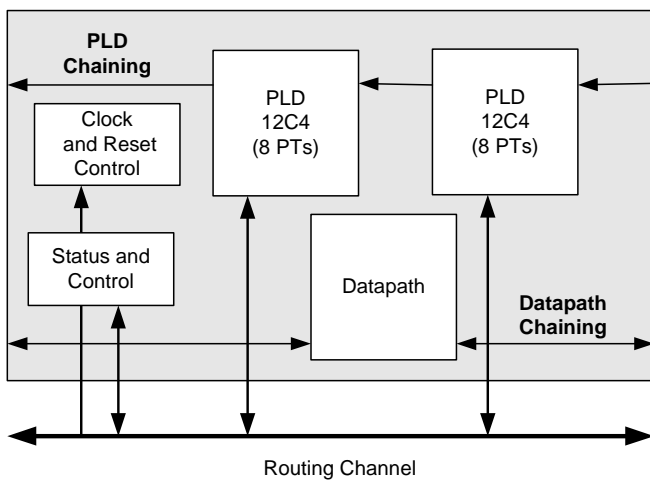 PLD
Chaining
PLD
12C4
(8 PTs)
PLD
12C4
(8 PTs)
Clock
and Reset
Control
Status and
Control
Datapath
Datapath
Chaining
Routing Channel